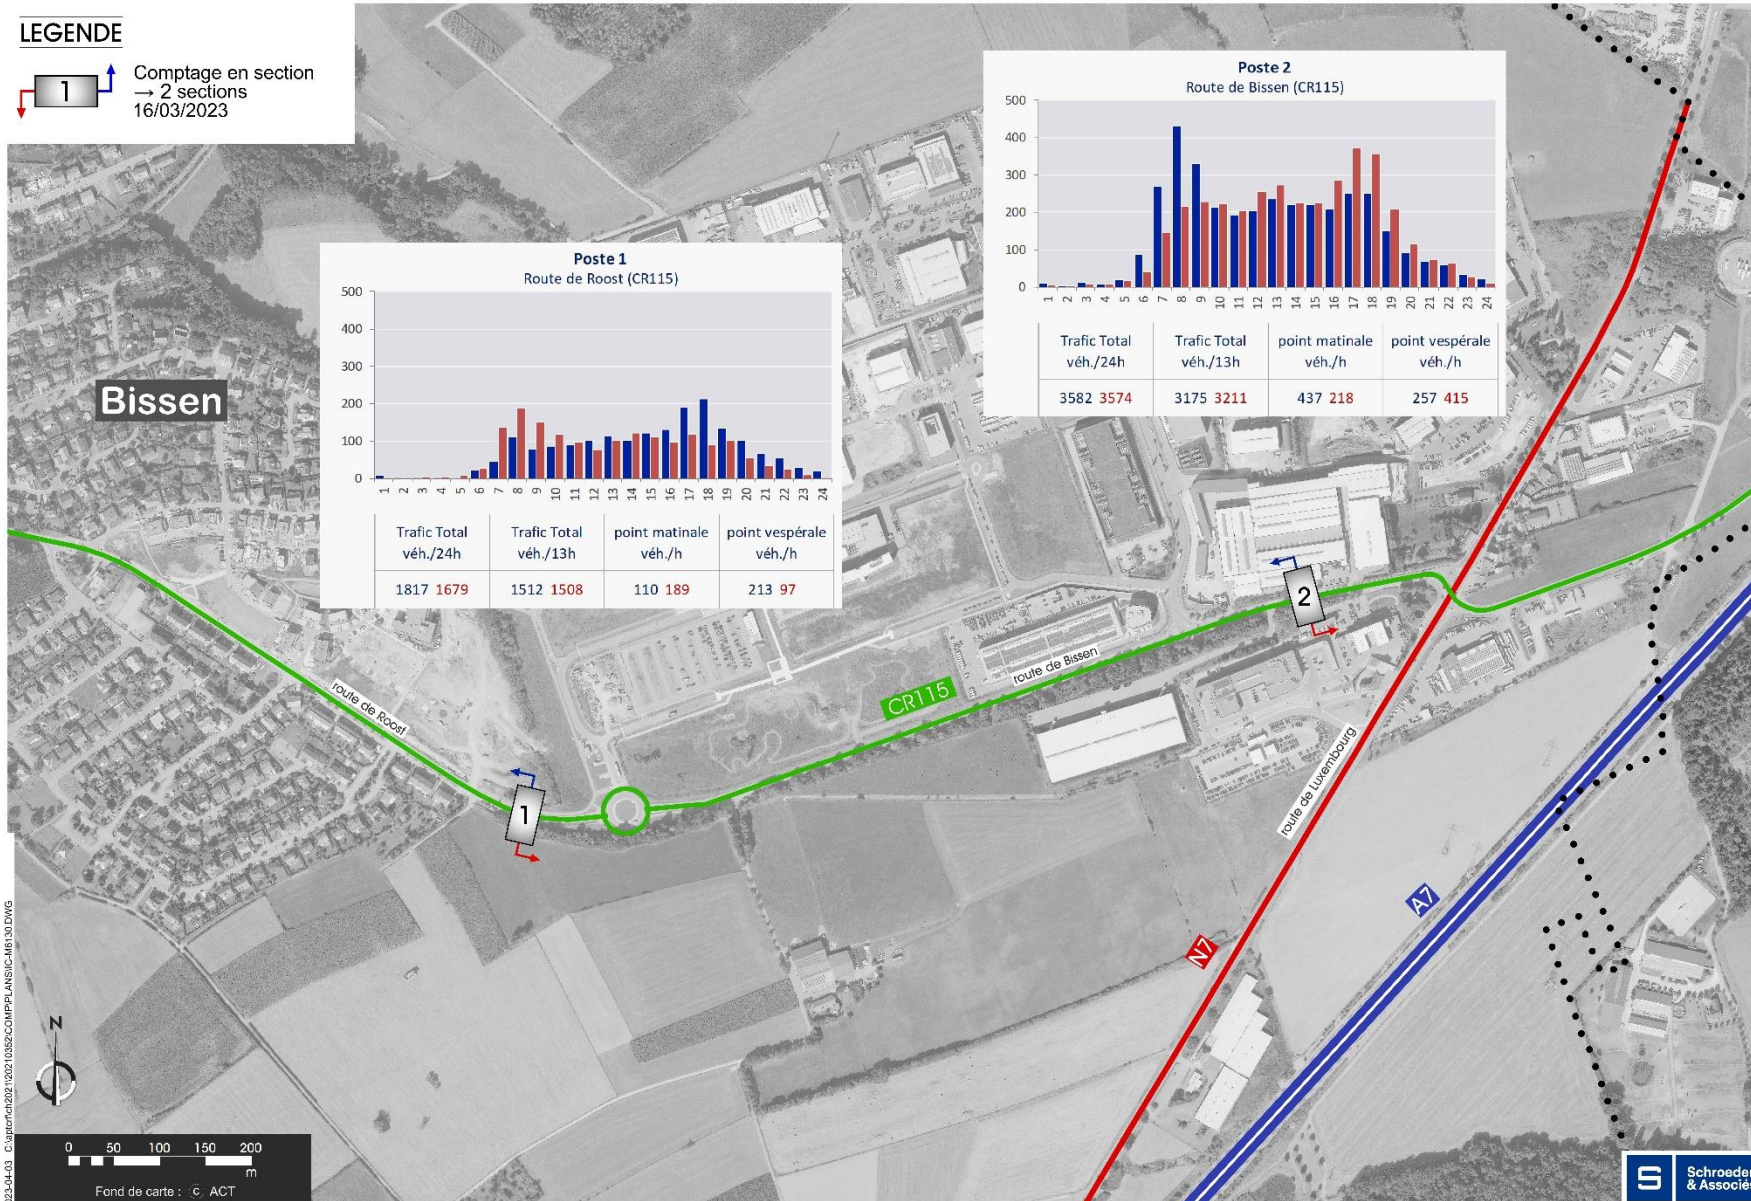 LEGENDE
1
Comptage en section
→ 2 sections
16/03/2023
Poste 2
Route de Bissen (CR115)
500
400
300
200
100
0
1 2 3 4 5 6 7 8 9 10 11 12 13 14 15 16 17 18 19 20 21 22 23 24
Trafic Total Trafic Total point matinale point vespérale
véh./24h véh./13h véh./h véh./h
3582 3574 3175 3211 437 218 257 415
Poste 1
Route de Roost (CR115)
500
400
300
200
100
0
1 2 3 4 5 6 7 8 9 10 11 12 13 14 15 16 17 18 19 20 21 22 23 24
Trafic Total Trafic Total point matinale point vespérale
véh./24h véh./13h véh./h véh./h
1817 1679 1512 1508 110 189 213 97
Bissen
2
route de Bissen
CR115
route de Roost
route de Luxembourg
1
A7
N7
N
0 50 100 150 200
m
Fond de carte : © ACT
S
Schroeder
& Associés